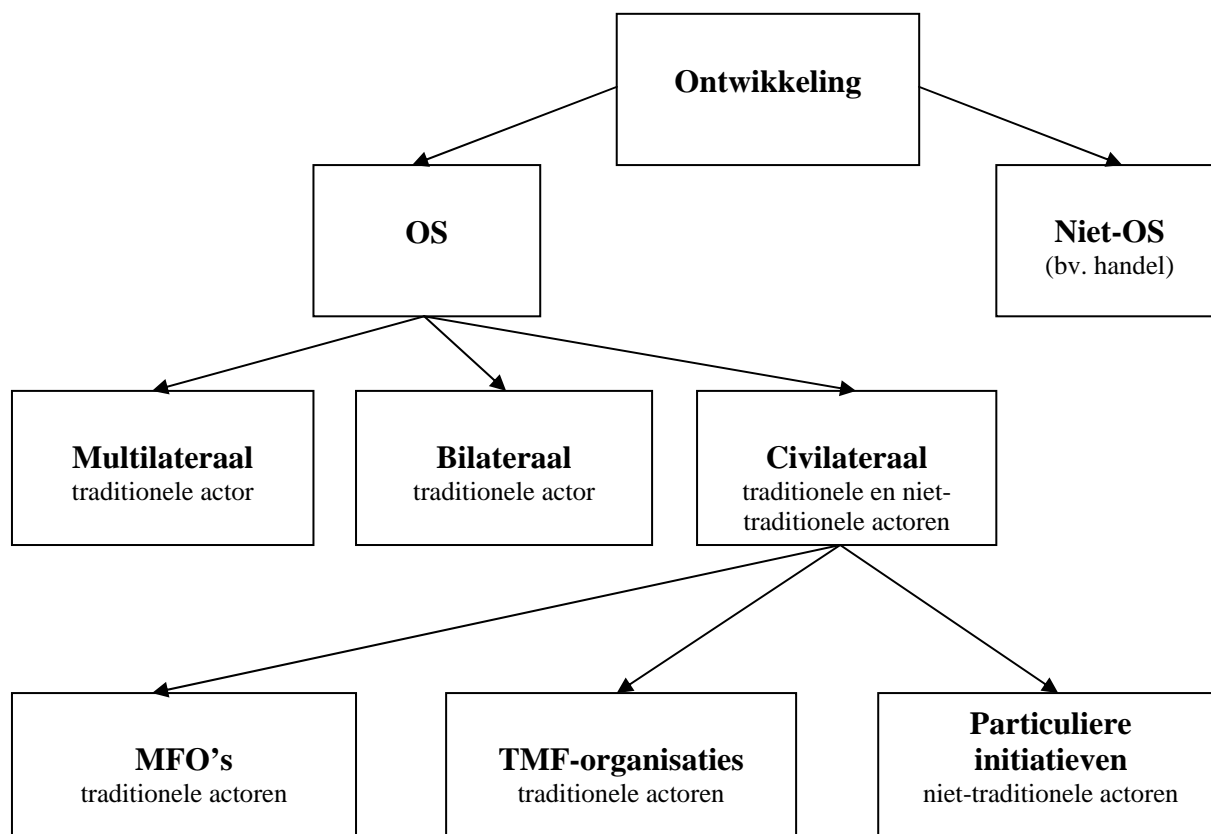 Ontwikkeling
OS
Niet-OS
(bv. handel)
Multilateraal
traditionele actor
Bilateraal
traditionele actor
Civilateraal
traditionele en niet-
traditionele actoren
MFO’s
traditionele actoren
TMF-organisaties
traditionele actoren
Particuliere
initiatieven
niet-traditionele actoren